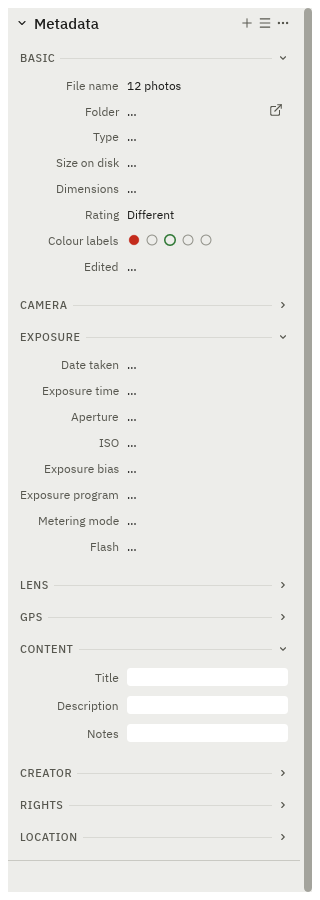 Metadata
BASIC
File name 12 photos
Folder ...
Type ...
Size on disk ...
Dimensions ...
Rating Different
Colour labels
Edited ...
CAMERA
EXPOSURE
Date taken ...
Exposure time ...
Aperture ...
ISO ...
Exposure bias ...
Exposure program ...
Metering mode ...
Flash ...
LENS
GPS
CONTENT
Title
Description
Notes
CREATOR
RIGHTS
LOCATION